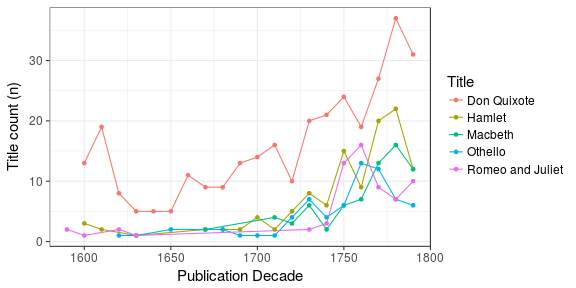 Title count (n)
30
20
10
0
1600
1650
1700
1750
1800
Publication Decade
Title
Don Quixote
Hamlet
Macbeth
Othello
Romeo and Juliet